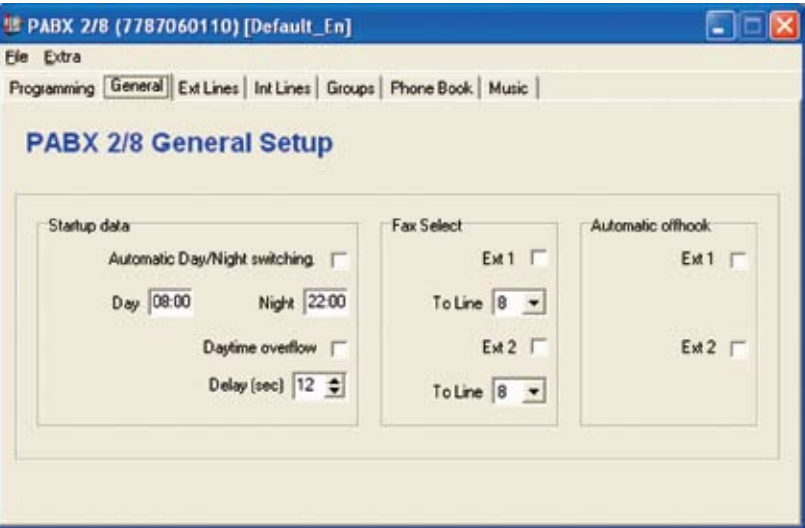 PABX 2/8 (7787060110) [Default_En]
File Extra
Programming General Ext Lines Int Lines Groups Phone Book Music
PABX 2/8 General Setup
Startup data
Automatic Day/Night switching
Day 08:00 Night 22:00
Daytime overflow
Delay (sec) 12
Fax Select
Ext 1
To Line 8
Ext 2
To Line 8
Automatic offhook
Ext 1
Ext 2